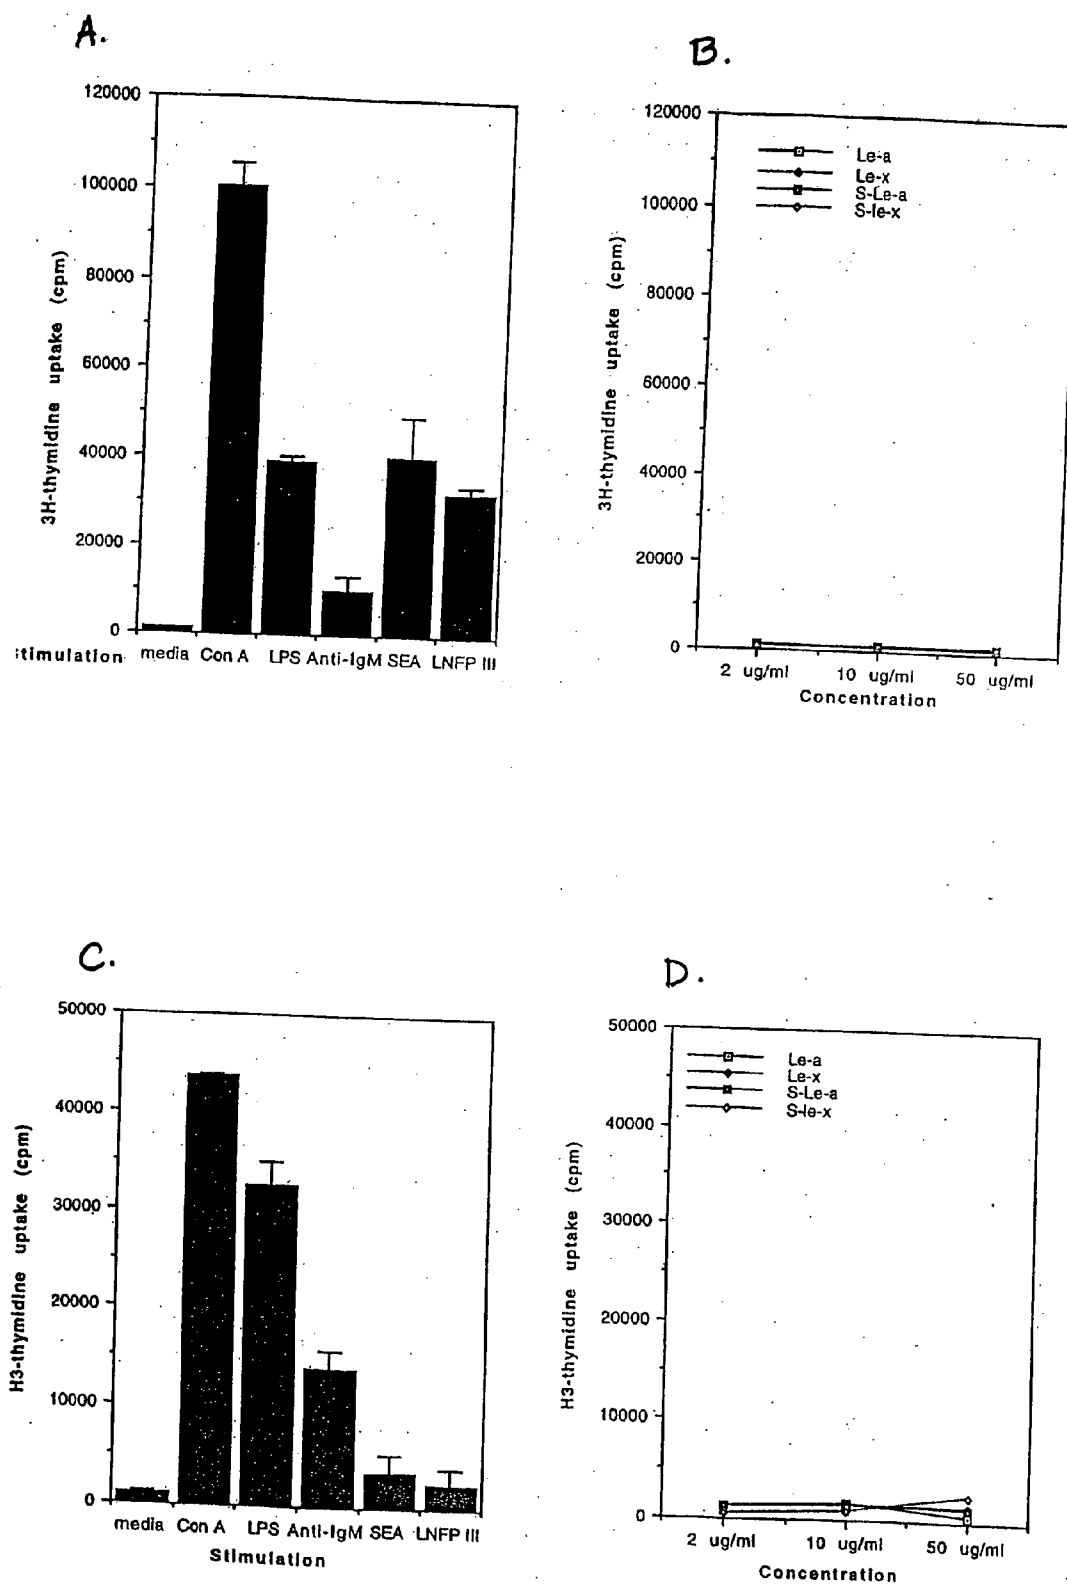 A.
120000
100000
80000
60000
40000
20000
0
3H-thymidine uptake (cpm)
timulation media Con A LPS Anti-IgM SEA LNFP III
B.
120000
100000
80000
60000
40000
20000
0
3H-thymidine uptake (cpm)
Le-a
Le-x
S-Le-a
S-le-x
2 ug/ml 10 ug/ml 50 ug/ml
Concentration
C.
50000
40000
30000
20000
10000
0
H3-thymidine uptake (cpm)
media Con A LPS Anti-IgM SEA LNFP III
Stimulation
D.
50000
40000
30000
20000
10000
0
H3-thymidine uptake (cpm)
Le-a
Le-x
S-Le-a
S-le-x
2 ug/ml 10 ug/ml 50 ug/ml
Concentration